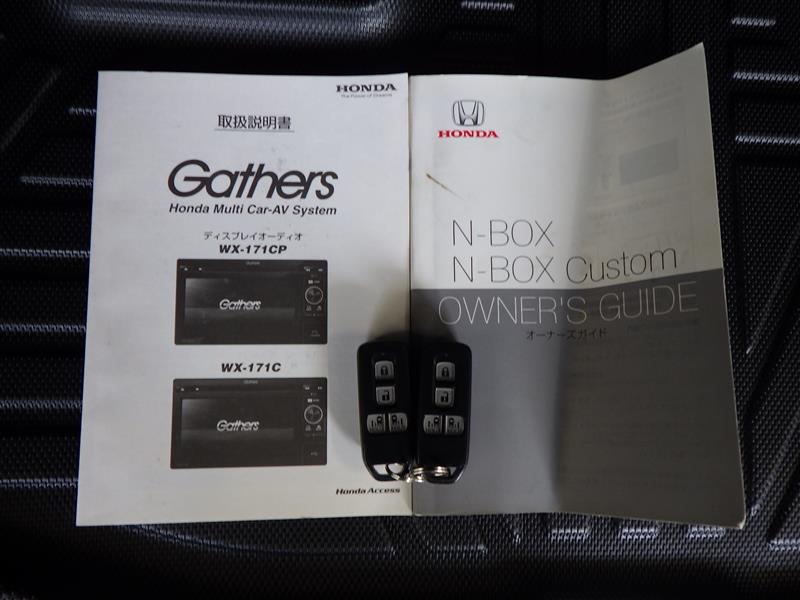 HONDA
The Power of Dreams
取扱説明書
Gathers
Honda Multi Car-AV System
ディスプレイオーディオ
WX-171CP
Gathers
WX-171C
Gathers
Honda Access
HONDA
N-BOX
N-BOX Custom
OWNER'S GUIDE
オーナーズガイド